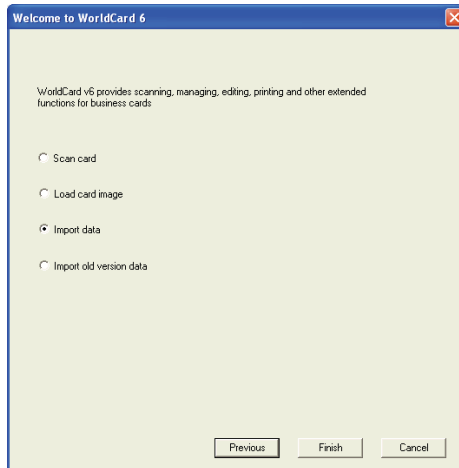 Welcome to WorldCard 6
WorldCard v6 provides scanning, managing, editing, printing and other extended
functions for business cards
Scan card
Load card image
Import data
Import old version data
Previous Finish Cancel